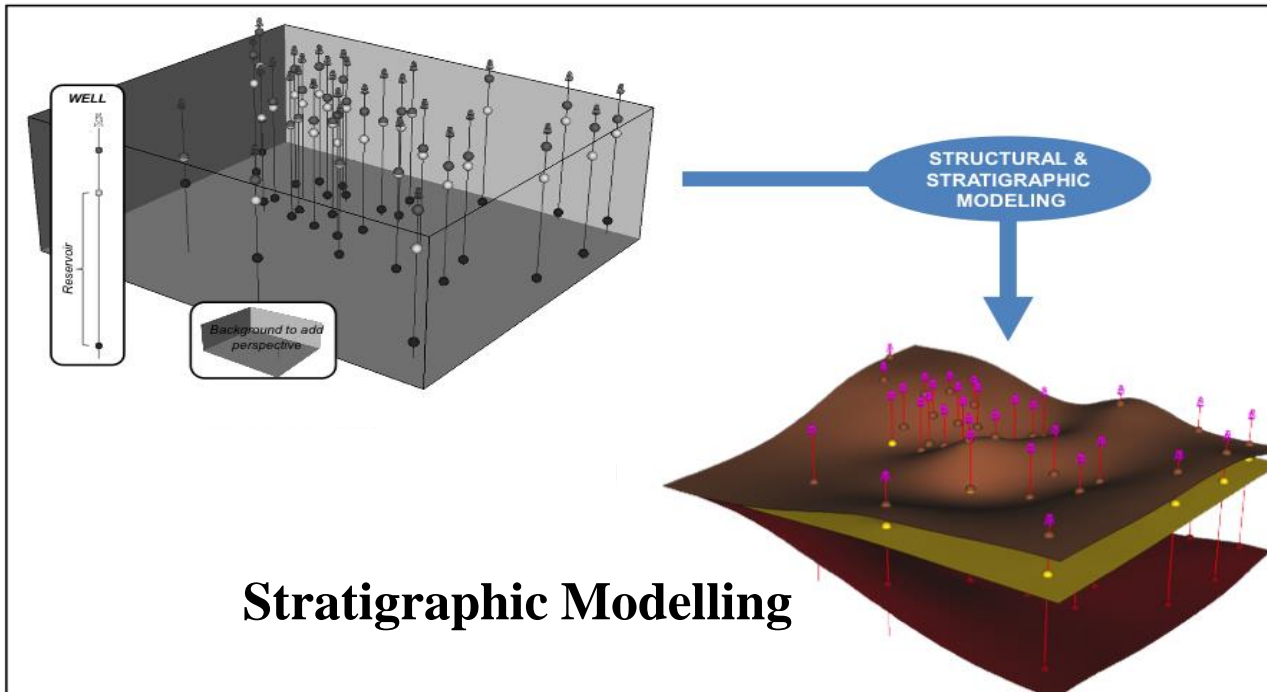 WELL
Reservoir
Background to add
perspective
STRUCTURAL &
STRATIGRAPHIC
MODELING
Stratigraphic Modelling